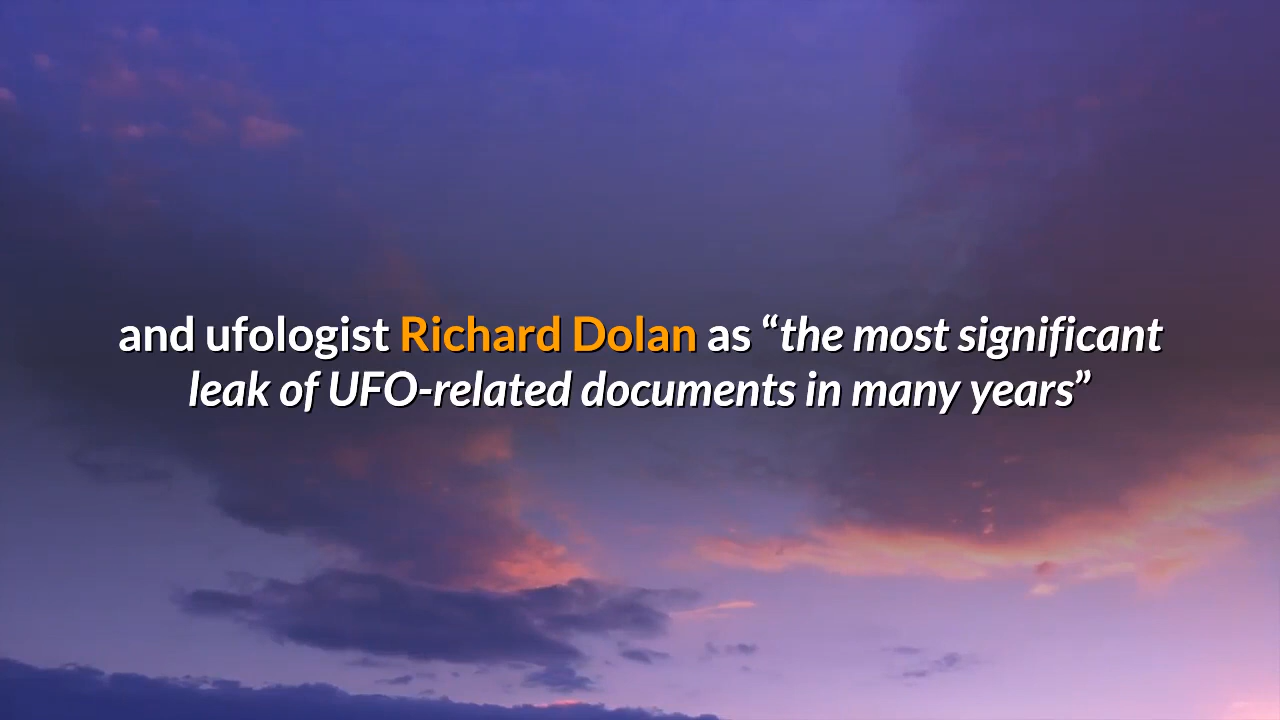 and ufologist Richard Dolan as “the most significant
leak of UFO-related documents in many years”